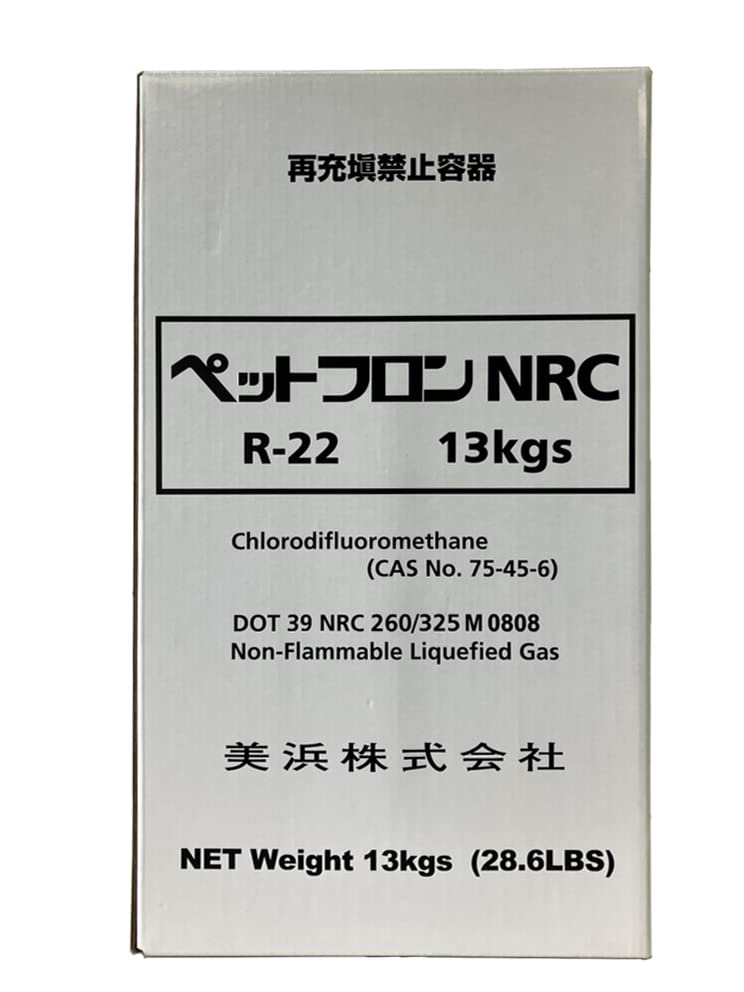 再充塡禁止容器
ペットフロン NRC
R-22 13kgs
Chlorodifluoromethane
(CAS No. 75-45-6)
DOT 39 NRC 260/325 M 0808
Non-Flammable Liquefied Gas
美浜株式会社
NET Weight 13kgs (28.6LBS)